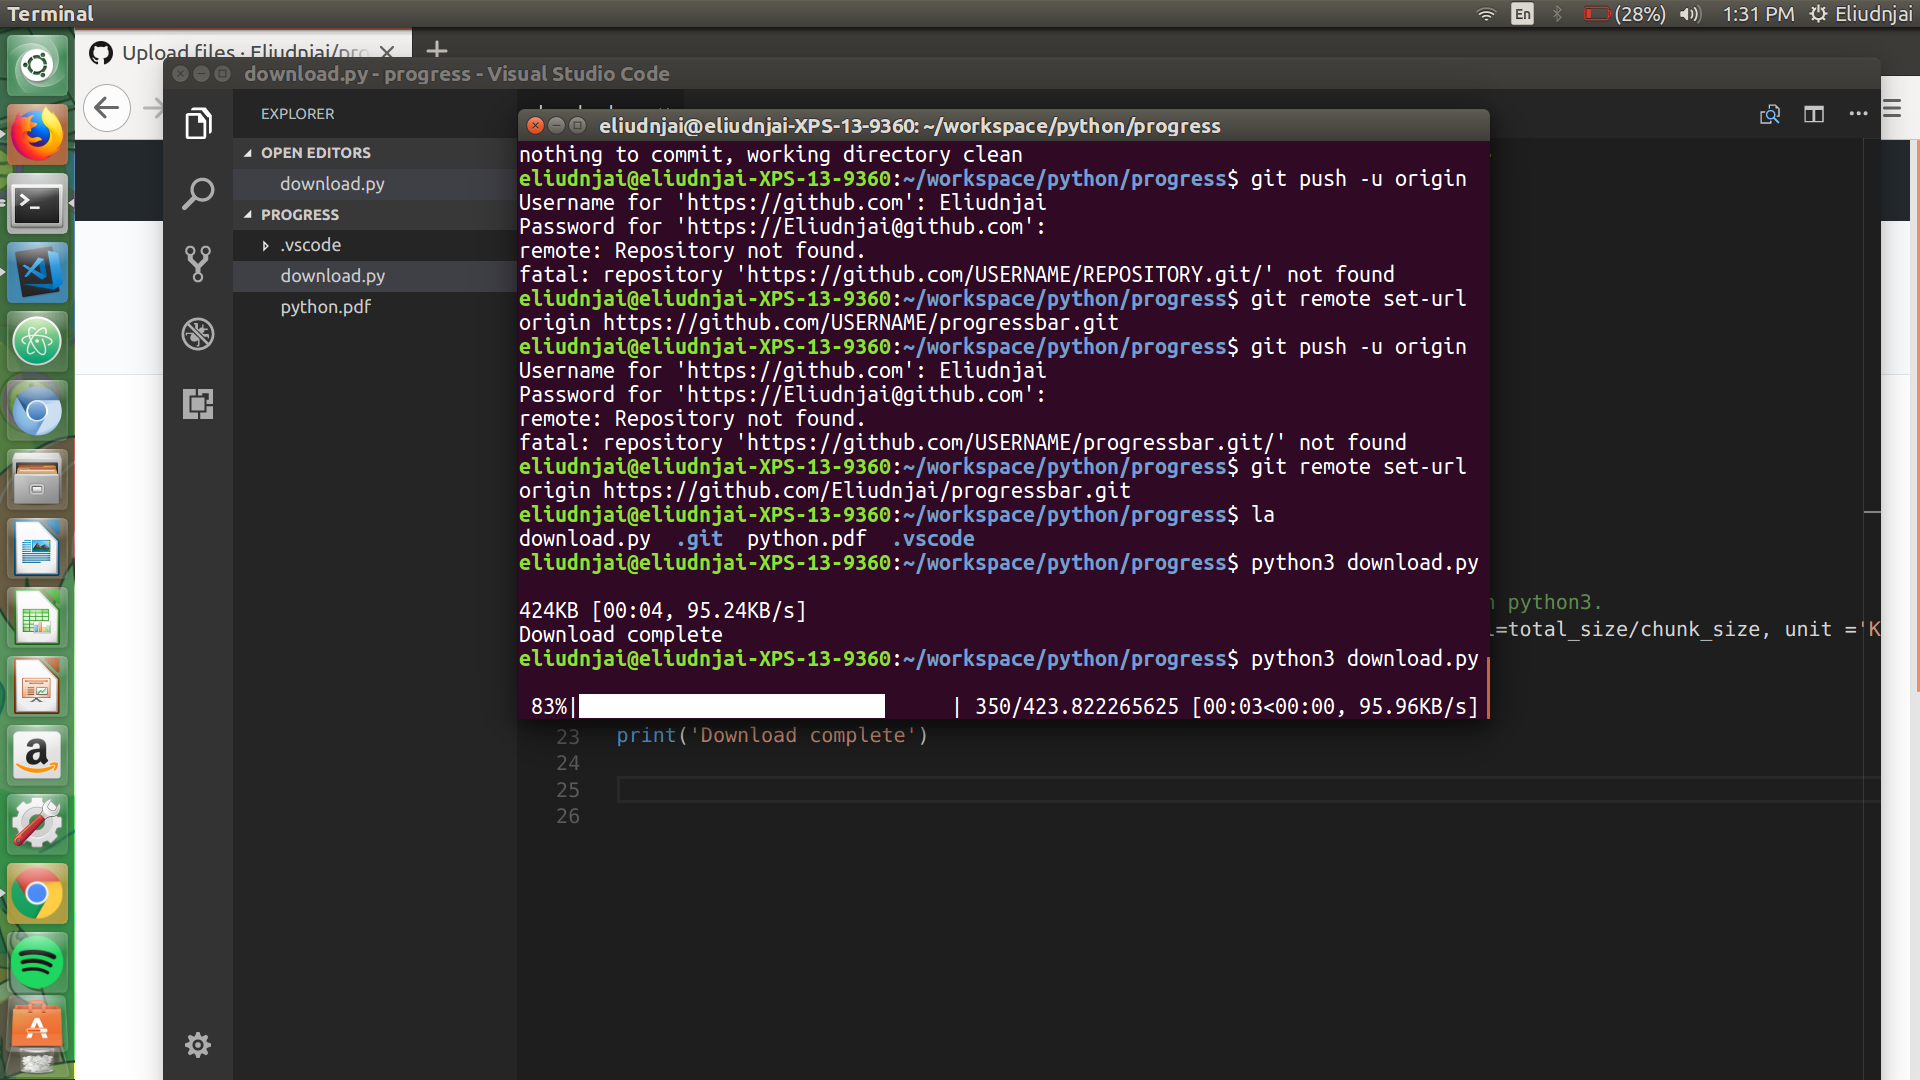 Terminal
En
(28%)
1:31 PM
Eliudnjai
Upload files · Eliudnjai/pro
download.py - progress - Visual Studio Code
EXPLORER
OPEN EDITORS
download.py
PROGRESS
.vscode
download.py
python.pdf
eliudnjai@eliudnjai-XPS-13-9360: ~/workspace/python/progress
nothing to commit, working directory clean
eliudnjai@eliudnjai-XPS-13-9360:~/workspace/python/progress$ git push -u origin
Username for 'https://github.com': Eliudnjai
Password for 'https://Eliudnjai@github.com':
remote: Repository not found.
fatal: repository 'https://github.com/USERNAME/REPOSITORY.git/' not found
eliudnjai@eliudnjai-XPS-13-9360:~/workspace/python/progress$ git remote set-url
origin https://github.com/USERNAME/progressbar.git
eliudnjai@eliudnjai-XPS-13-9360:~/workspace/python/progress$ git push -u origin
Username for 'https://github.com': Eliudnjai
Password for 'https://Eliudnjai@github.com':
remote: Repository not found.
fatal: repository 'https://github.com/USERNAME/progressbar.git/' not found
eliudnjai@eliudnjai-XPS-13-9360:~/workspace/python/progress$ git remote set-url
origin https://github.com/Eliudnjai/progressbar.git
eliudnjai@eliudnjai-XPS-13-9360:~/workspace/python/progress$ la
download.py  .git  python.pdf  .vscode
eliudnjai@eliudnjai-XPS-13-9360:~/workspace/python/progress$ python3 download.py
424KB [00:04, 95.24KB/s]
Download complete
eliudnjai@eliudnjai-XPS-13-9360:~/workspace/python/progress$ python3 download.py
83%| | 350/423.822265625 [00:03<00:00, 95.96KB/s]
python3.
=total_size/chunk_size, unit ='K
23 print('Download complete')
24
25
26